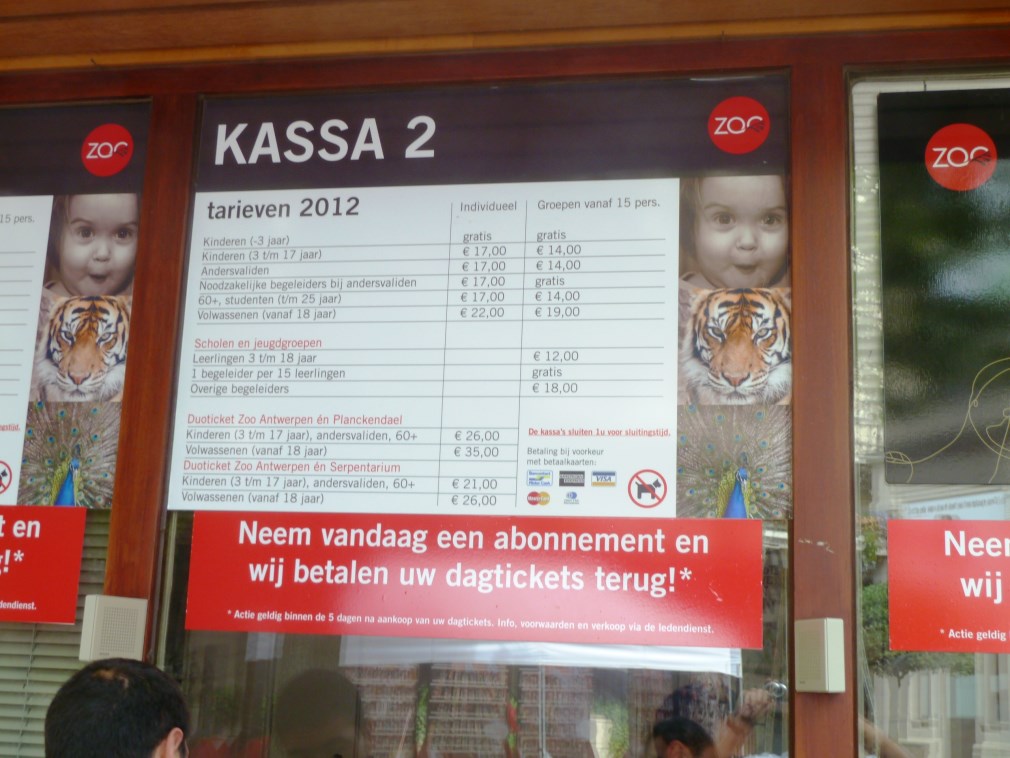 KASSA 2
ZOO
ZOO
ZOO
tarieven 2012 Individueel Groepen vanaf 15 pers.
Kinderen (-3 jaar) gratis gratis
Kinderen (3 t/m 17 jaar) € 17,00 € 14,00
Andersvaliden € 17,00 € 14,00
Noodzakelijke begeleiders bij andersvaliden € 17,00 gratis
60+, studenten (t/m 25 jaar) € 17,00 € 14,00
Volwassenen (vanaf 18 jaar) € 22,00 € 19,00
Scholen en jeugdgroepen
Leerlingen 3 t/m 18 jaar € 12,00
1 begeleider per 15 leerlingen gratis
Overige begeleiders € 18,00
Duoticket Zoo Antwerpen én Planckendael
Kinderen (3 t/m 17 jaar), andersvaliden, 60+ € 26,00
Volwassenen (vanaf 18 jaar) € 35,00
Duoticket Zoo Antwerpen én Serpentarium
Kinderen (3 t/m 17 jaar), andersvaliden, 60+ € 21,00
Volwassenen (vanaf 18 jaar) € 26,00
De kassa's sluiten 1u voor sluitingstijd.
Betaling bij voorkeur
met betaalkaarten:
VISA
MasterCard
Neem vandaag een abonnement en
wij betalen uw dagtickets terug!*
* Actie geldig binnen de 5 dagen na aankoop van uw dagtickets. Info, voorwaarden en verkoop via de ledendienst.
15 pers.
ngstijd.
t en
g!*
dendienst.
Neem
wij
* Actie geldig